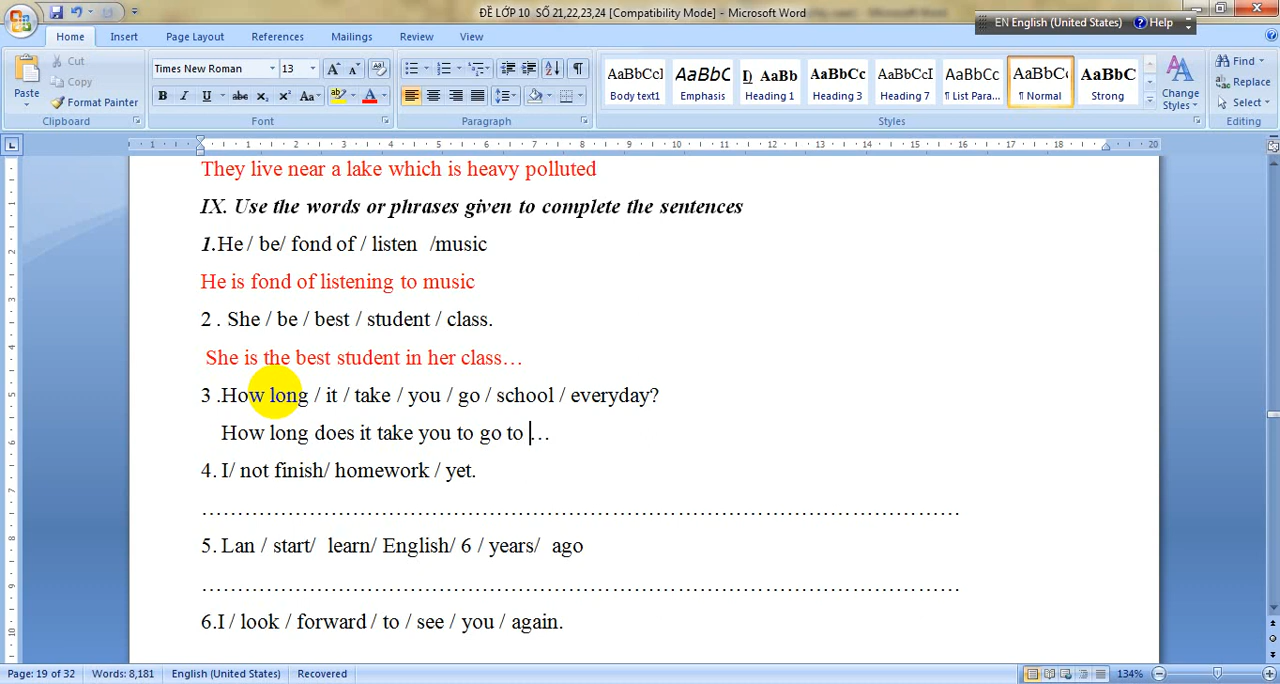 ĐỀ LỚP 10 SỐ 21,22,23,24 [Compatibility Mode] - Microsoft Word
EN English (United States) Help
Home Insert Page Layout References Mailings Review View
Paste
Cut
Copy
Format Painter
Clipboard
Times New Roman 13
Font
Paragraph
AaBbCcI AaBbC I) AaBb AaBbCc AaBbCcI AaBbCc AaBbCc AaBbC
Body text1 Emphasis Heading 1 Heading 3 Heading 7 ¶ List Para... ¶ Normal Strong
Change Styles
Styles
Find
Replace
Select
Editing
They live near a lake which is heavy polluted
IX. Use the words or phrases given to complete the sentences
1.He / be/ fond of / listen /music
He is fond of listening to music
2 . She / be / best / student / class.
She is the best student in her class…
3 .How long / it / take / you / go / school / everyday?
How long does it take you to go to …
4. I/ not finish/ homework / yet.
………………………………………………………………………………………
5. Lan / start/ learn/ English/ 6 / years/ ago
………………………………………………………………………………………
6.I / look / forward / to / see / you / again.
Page: 19 of 32 Words: 8,181 English (United States) Recovered 134%